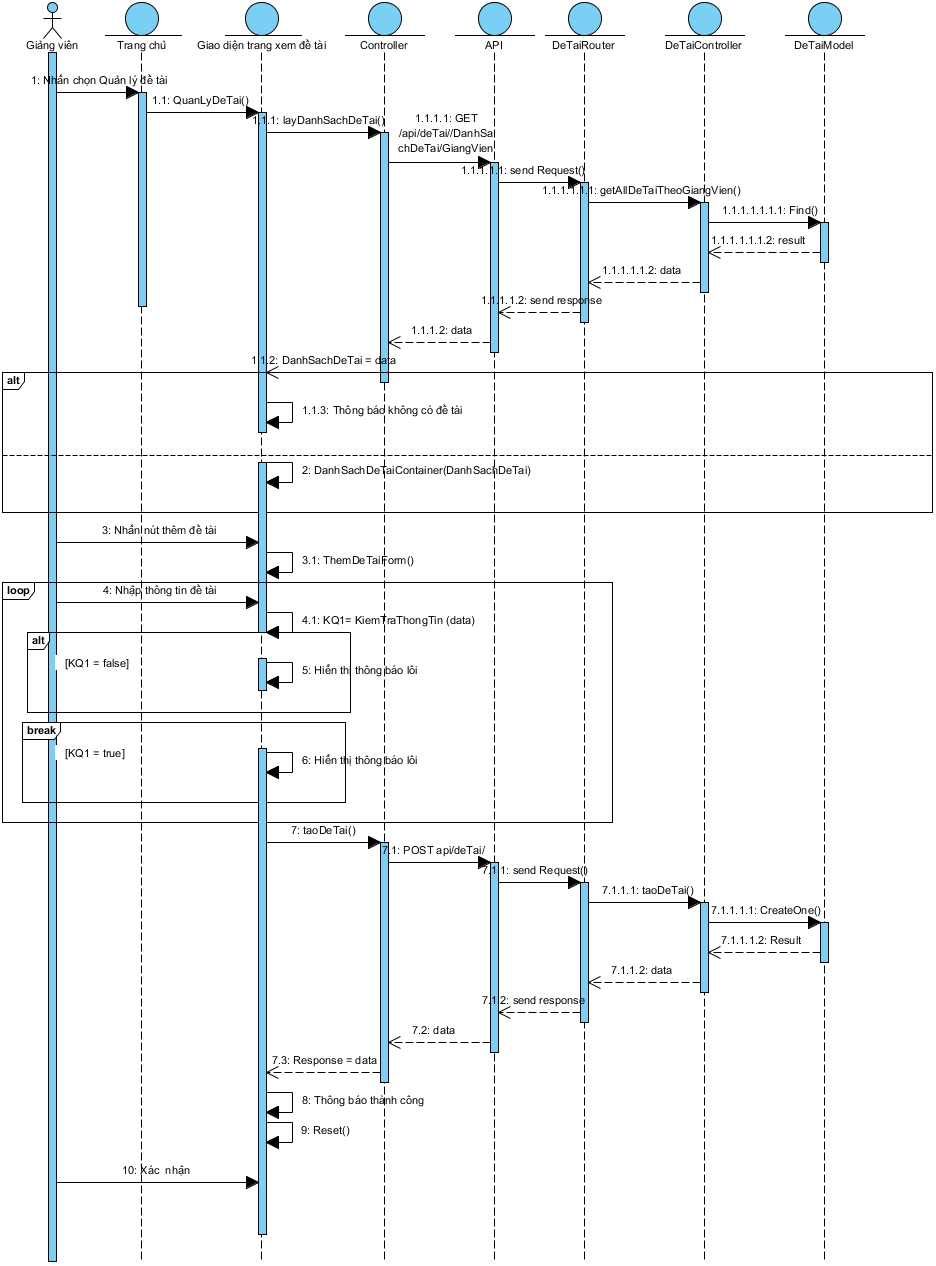 Giảng viên
Trang chủ
Giao diện trang xem đề tài
Controller
API
DeTaiRouter
DeTaiController
DeTaiModel
1: Nhấn chọn Quản lý đề tài
1.1: QuanLyDeTai()
1.1.1: layDanhSachDeTai()
1.1.1.1: GET
/api/deTai//DanhSa
chDeTai/GiangVien
1.1.1.1.1: send Request()
1.1.1.1.1.1: getAllDeTaiTheoGiangVien()
1.1.1.1.1.1.1: Find()
1.1.1.1.1.1.2: result
1.1.1.1.1.2: data
1.1.1.1.2: send response
1.1.1.2: data
1.1.2: DanhSachDeTai = data
alt
1.1.3: Thông báo không có đề tài
2: DanhSachDeTaiContainer(DanhSachDeTai)
3: Nhấn nút thêm đề tài
3.1: ThemDeTaiForm()
loop
4: Nhập thông tin đề tài
4.1: KQ1= KiemTraThongTin (data)
alt
[KQ1 = false]
5: Hiển thị thông báo lôi
break
[KQ1 = true]
6: Hiển thị thông báo lôi
7: taoDeTai()
7.1: POST api/deTai/
7.1.1: send Request()
7.1.1.1: taoDeTai()
7.1.1.1.1: CreateOne()
7.1.1.1.2: Result
7.1.1.2: data
7.1.2: send response
7.2: data
7.3: Response = data
8: Thông báo thành công
9: Reset()
10: Xác nhận